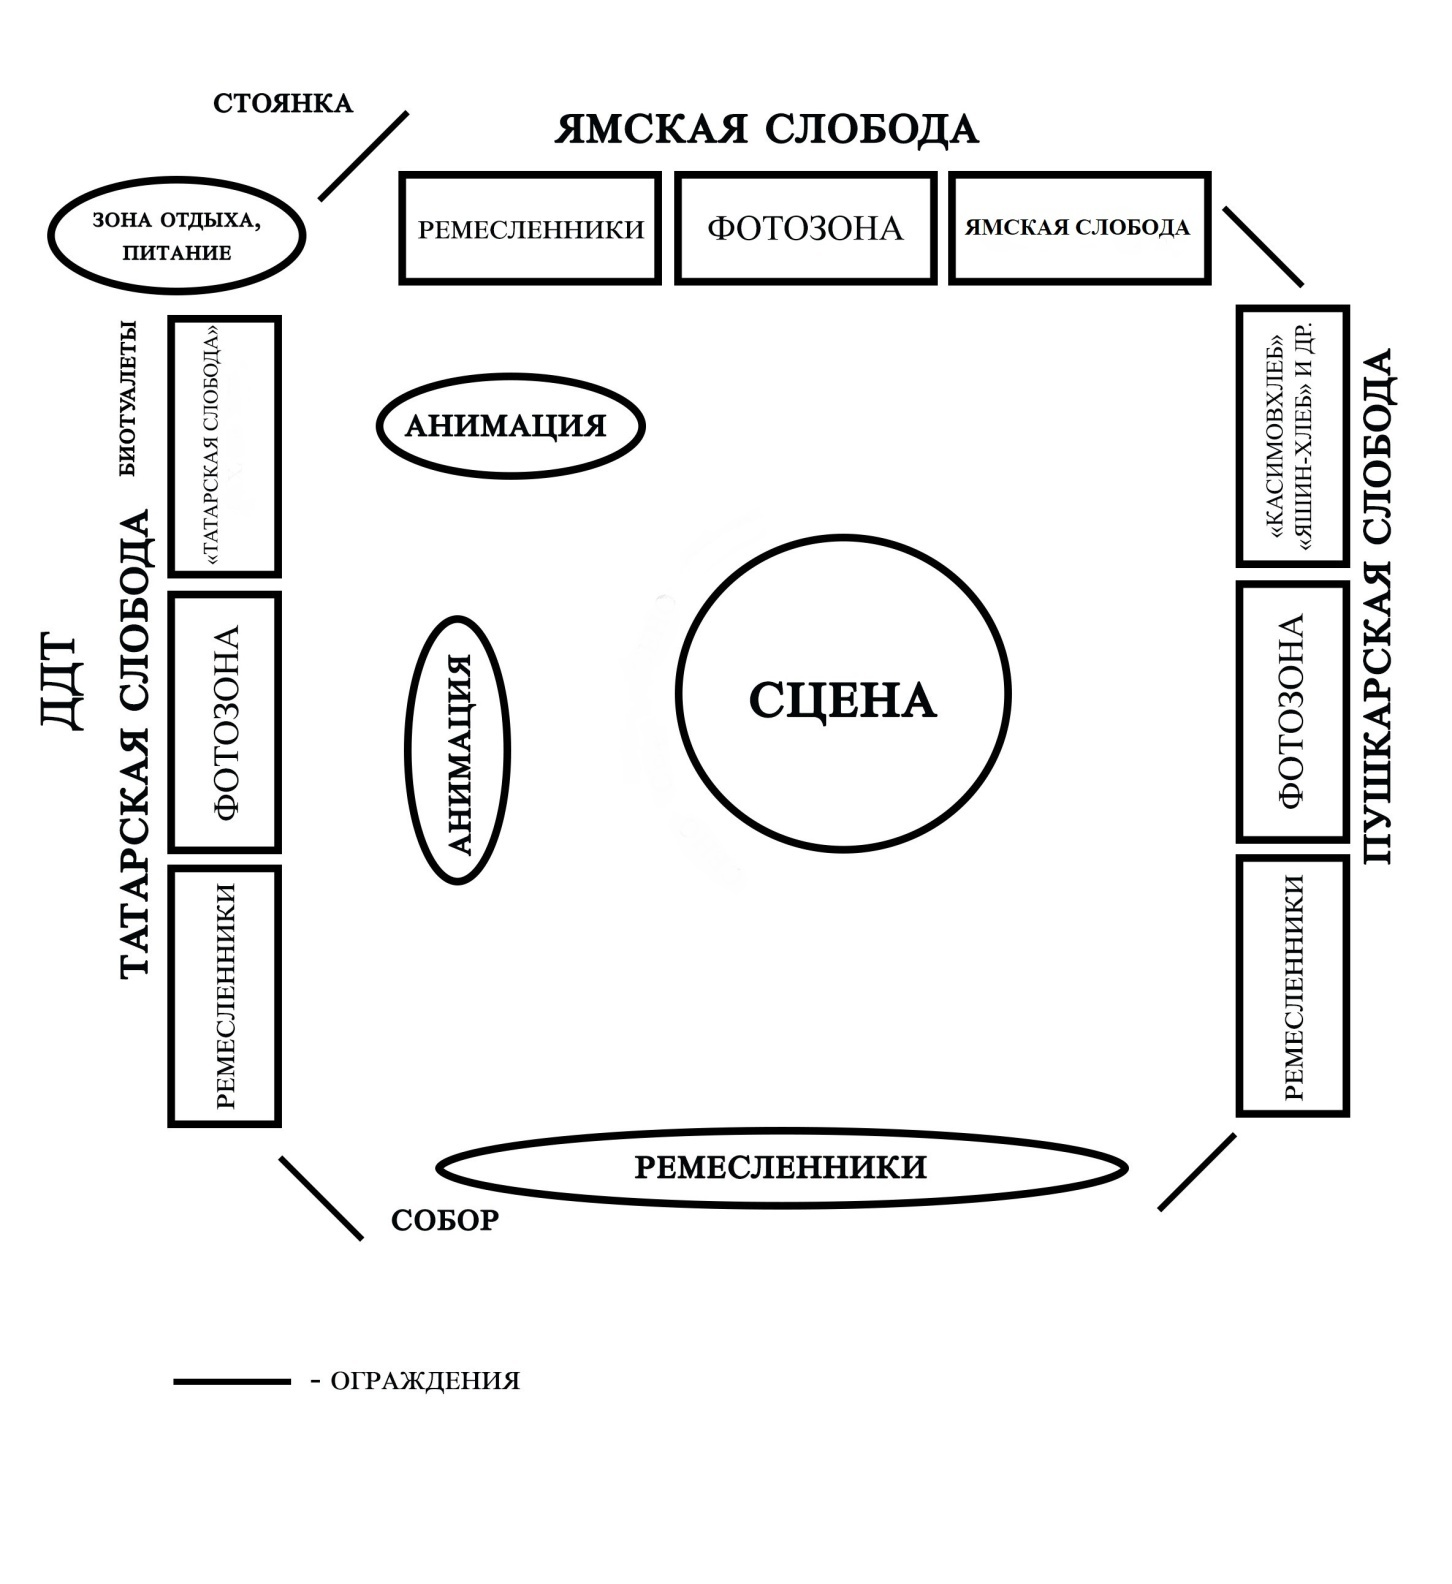 СТОЯНКА
ЯМСКАЯ СЛОБОДА
ЗОНА ОТДЫХА,
ПИТАНИЕ
РЕМЕСЛЕННИКИ
ФОТОЗОНА
ЯМСКАЯ СЛОБОДА
БИОТУАЛЕТЫ
«ТАТАРСКАЯ СЛОБОДА»
АНИМАЦИЯ
«КАСИМОВХЛЕБ»
«ЯШИН-ХЛЕБ» И ДР.
ПУШКАРСКАЯ СЛОБОДА
ДДТ
ТАТАРСКАЯ СЛОБОДА
ФОТОЗОНА
АНИМАЦИЯ
СЦЕНА
ФОТОЗОНА
РЕМЕСЛЕННИКИ
РЕМЕСЛЕННИКИ
РЕМЕСЛЕННИКИ
СОБОР
- ОГРАЖДЕНИЯ